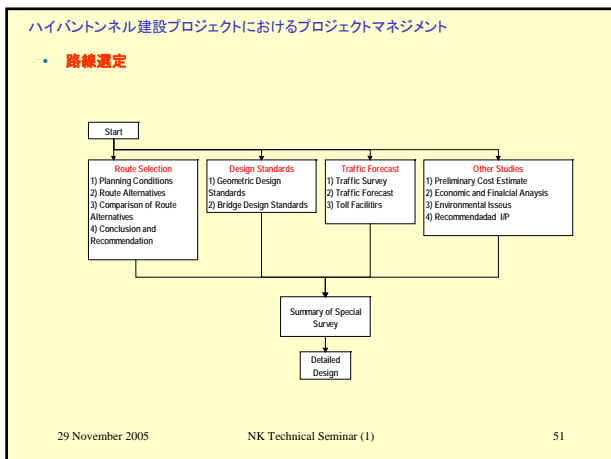 ハイバントンネル建設プロジェクトにおけるプロジェクトマネジメント
• 路線選定
Start
Route Selection
1) Planning Conditions
2) Route Alternatives
3) Comparison of Route
Alternatives
4) Conclusion and
Recommendation
Design Standards
1) Geometric Design
Standards
2) Bridge Design Standards
Traffic Forecast
1) Traffic Survey
2) Traffic Forecast
3) Toll Facilitirs
Other Studies
1) Preliminary Cost Estimate
2) Economic and Finalcial Anaysis
3) Environmental Isseus
4) Recommendadad I/P
Summary of Special
Survey
Detailed
Design
29 November 2005 NK Technical Seminar (1) 51